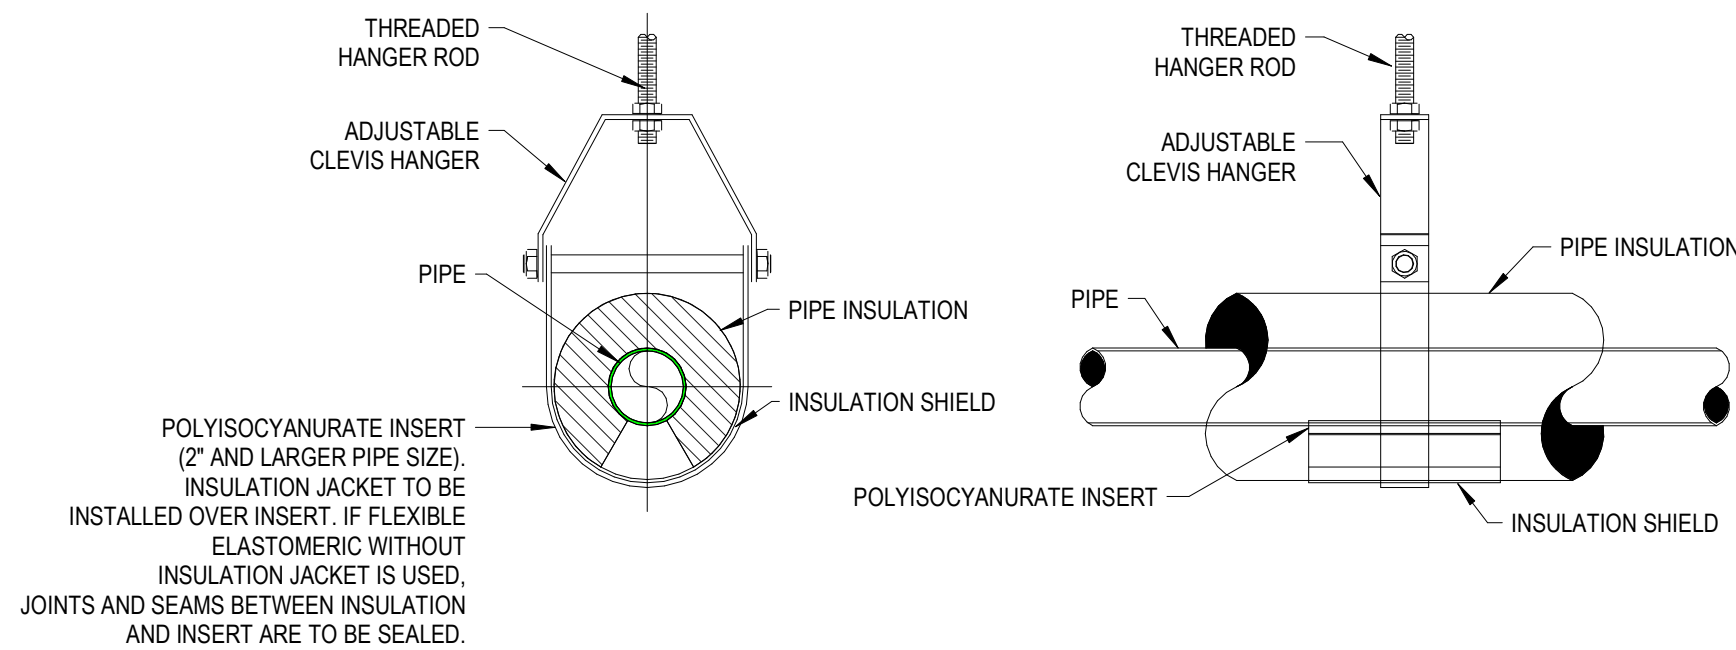 THREADED
HANGER ROD
ADJUSTABLE
CLEVIS HANGER
PIPE
PIPE INSULATION
INSULATION SHIELD
POLYISOCYANURATE INSERT
(2" AND LARGER PIPE SIZE).
INSULATION JACKET TO BE
INSTALLED OVER INSERT. IF FLEXIBLE
ELASTOMERIC WITHOUT
INSULATION JACKET IS USED,
JOINTS AND SEAMS BETWEEN INSULATION
AND INSERT ARE TO BE SEALED.
THREADED
HANGER ROD
ADJUSTABLE
CLEVIS HANGER
PIPE INSULATION
PIPE
POLYISOCYANURATE INSERT
INSULATION SHIELD